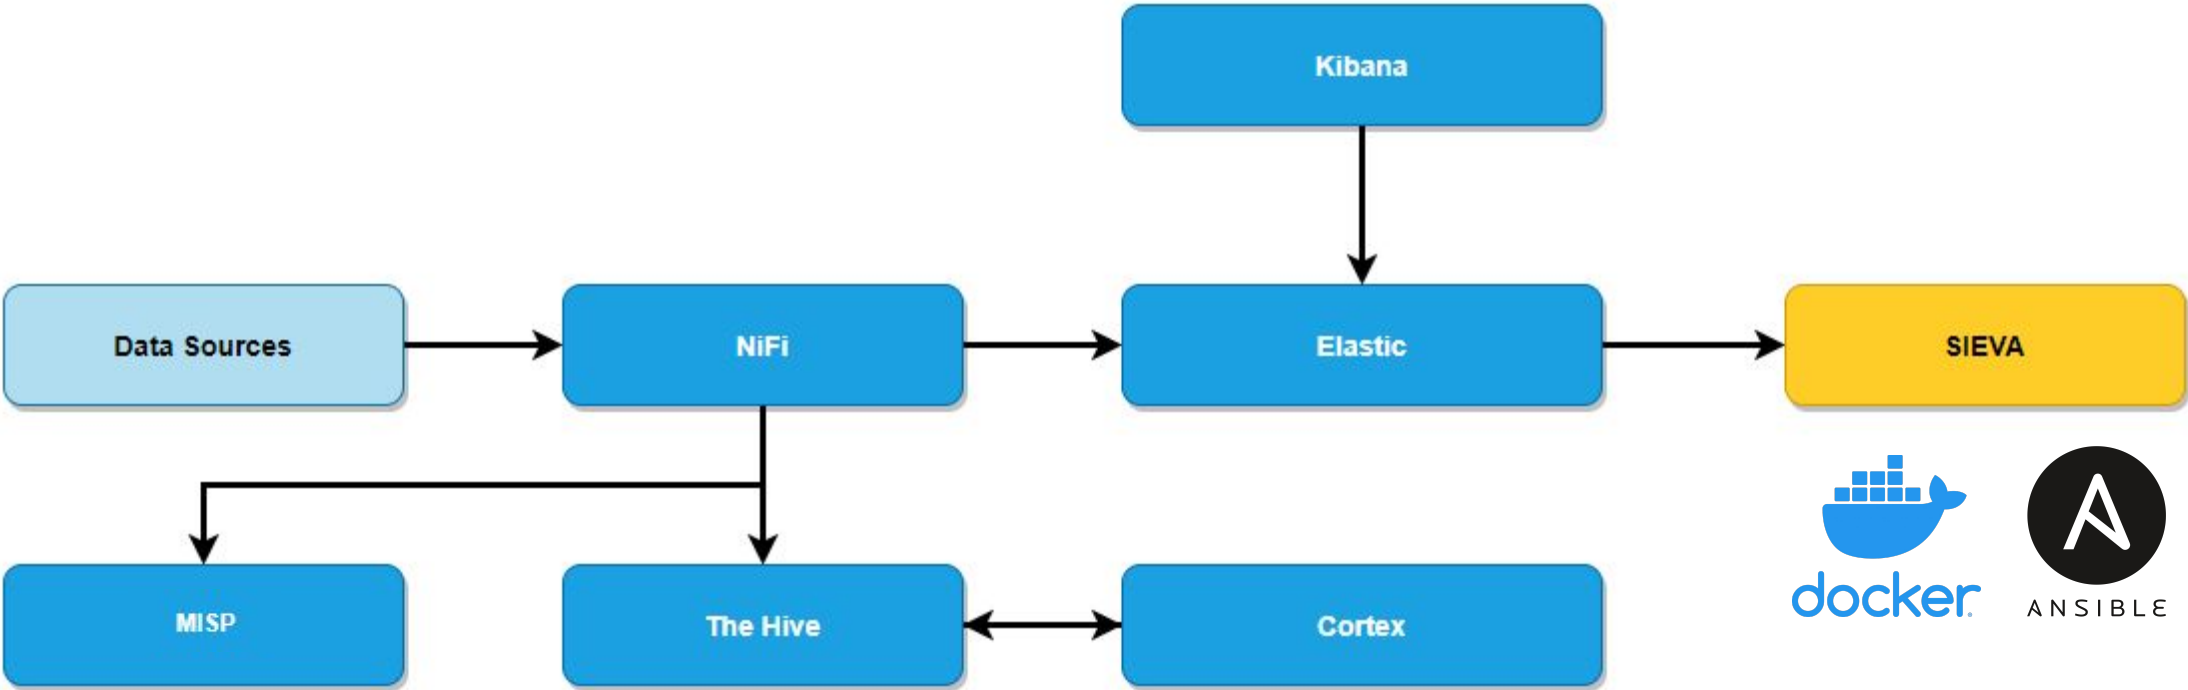 Kibana
Data Sources
NiFi
Elastic
SIEVA
MISP
The Hive
Cortex
docker
ANSIBLE